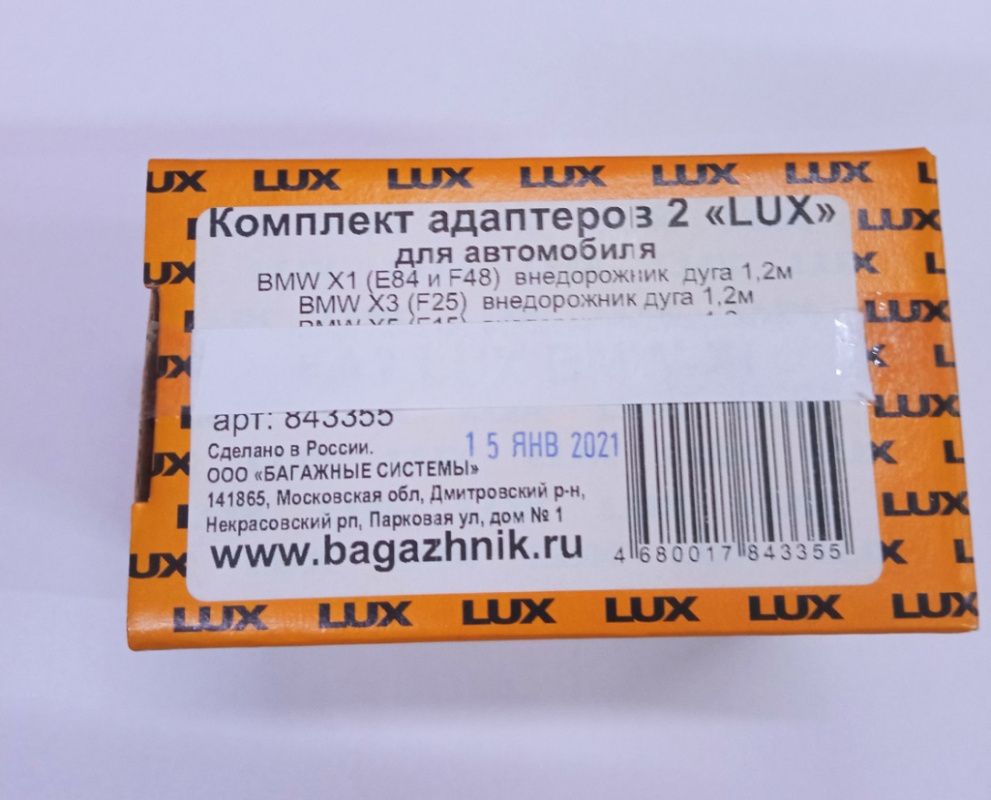 LUX LUX LUX LUX LUX
Комплект адаптеров 2 «LUX»
для автомобиля
BMW X1 (E84 и F48) внедорожник дуга 1,2м
BMW X3 (F25) внедорожник дуга 1,2м
BMW X5 (F15)
арт: 843355
Сделано в России.
15 ЯНВ 2021
ООО «БАГАЖНЫЕ СИСТЕМЫ»
141865, Московская обл, Дмитровский р-н,
Некрасовский рп, Парковая ул, дом № 1
www.bagazhnik.ru
4 680017 843355
LUX LUX LUX LUX LUX LUX